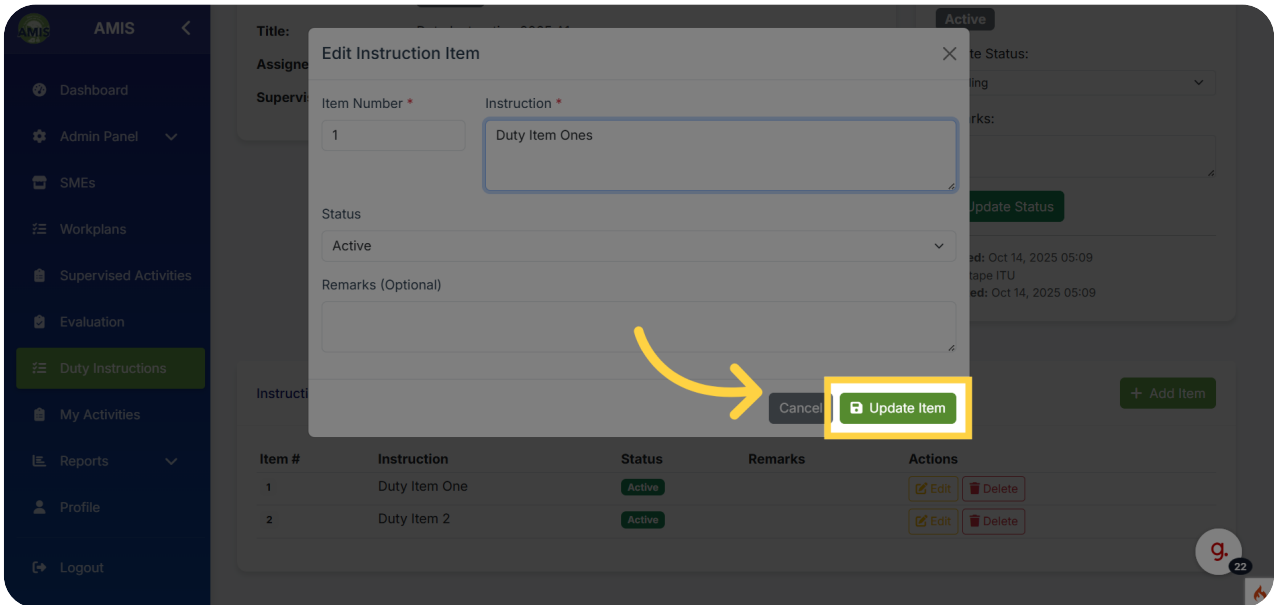 AMIS
AMIS
Dashboard
Admin Panel
SMEs
Workplans
Supervised Activities
Evaluation
Duty Instructions
My Activities
Reports
Profile
Logout
Title:
Assigne
Supervi
Active
te Status:
ling
rks:
Update Status
ed: Oct 14, 2025 05:09
tape ITU
ed: Oct 14, 2025 05:09
Edit Instruction Item
Item Number *
Instruction *
1
Duty Item Ones
Status
Active
Remarks (Optional)
Cancel
Update Item
Instructi
+ Add Item
Item # Instruction Status Remarks Actions
1 Duty Item One Active Edit Delete
2 Duty Item 2 Active Edit Delete
g.
22